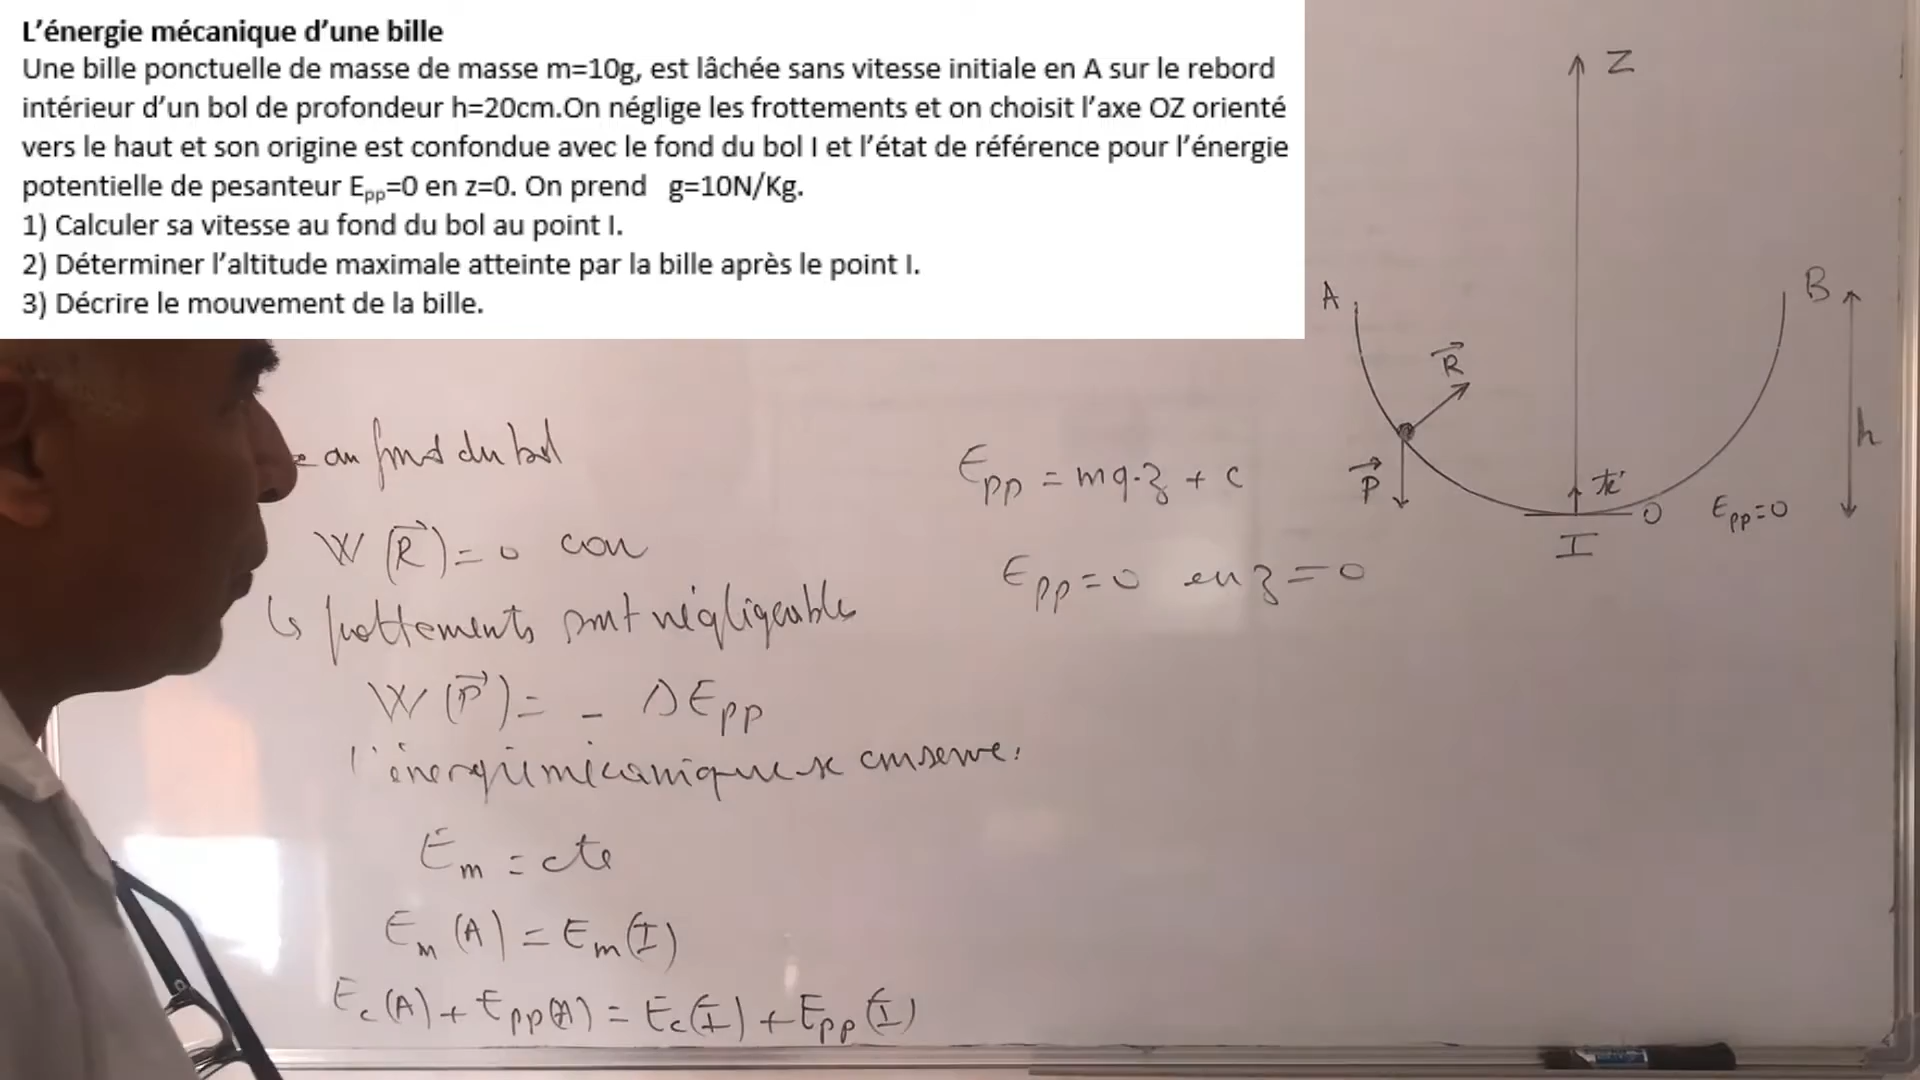 L'énergie mécanique d'une bille
Une bille ponctuelle de masse de masse m=10g, est lâchée sans vitesse initiale en A sur le rebord
intérieur d'un bol de profondeur h=20cm.On néglige les frottements et on choisit l'axe OZ orienté
vers le haut et son origine est confondue avec le fond du bol I et l'état de référence pour l'énergie
potentielle de pesanteur Epp=0 en z=0. On prend g=10N/Kg.
1) Calculer sa vitesse au fond du bol au point I.
2) Déterminer l'altitude maximale atteinte par la bille après le point I.
3) Décrire le mouvement de la bille.
au fond du bol
W(R⃗)=0 car
les frottements sont négligeables
W(P⃗)= - ΔEpp
l'énergie mécanique se conserve.
Em = cte
Em(A) = Em(I)
Ec(A) + Epp(A) = Ec(I) + Epp(I)
Epp = mg.z + c
Epp=0 en z=0
Z
A
B
R⃗
P⃗
k⃗
O
Epp=0
h
I